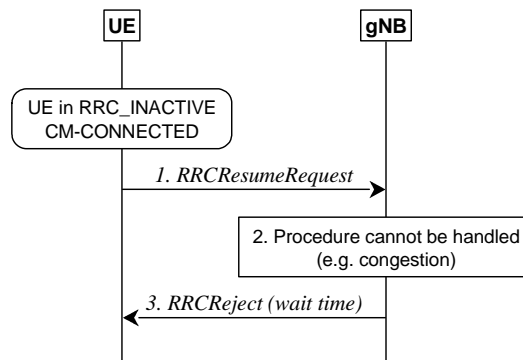 UE
gNB
UE in RRC_INACTIVE
CM-CONNECTED
1. RRCResumeRequest
2. Procedure cannot be handled
(e.g. congestion)
3. RRCReject (wait time)